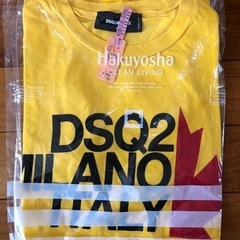 DSQUARED2
Hakuyosha
CLEAN LIVING
DSQ2
MILANO
ITALY